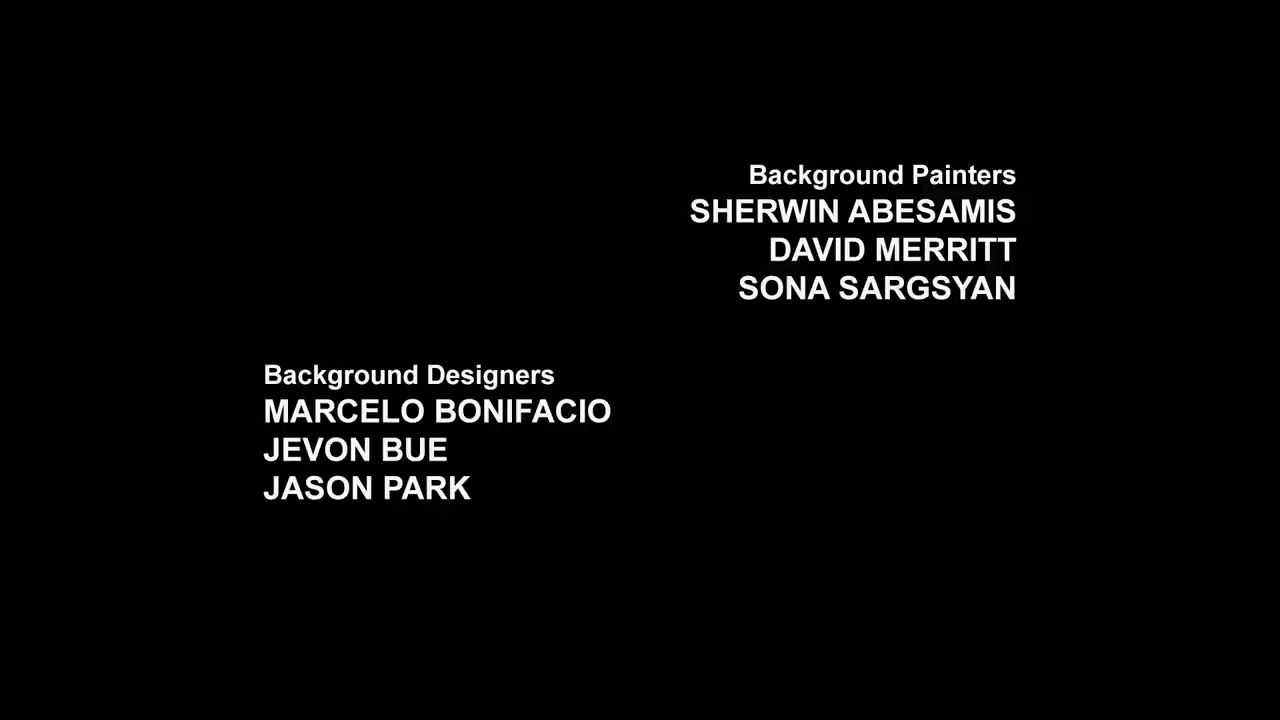 Background Painters
SHERWIN ABESAMIS
DAVID MERRITT
SONA SARGSYAN
Background Designers
MARCELO BONIFACIO
JEVON BUE
JASON PARK